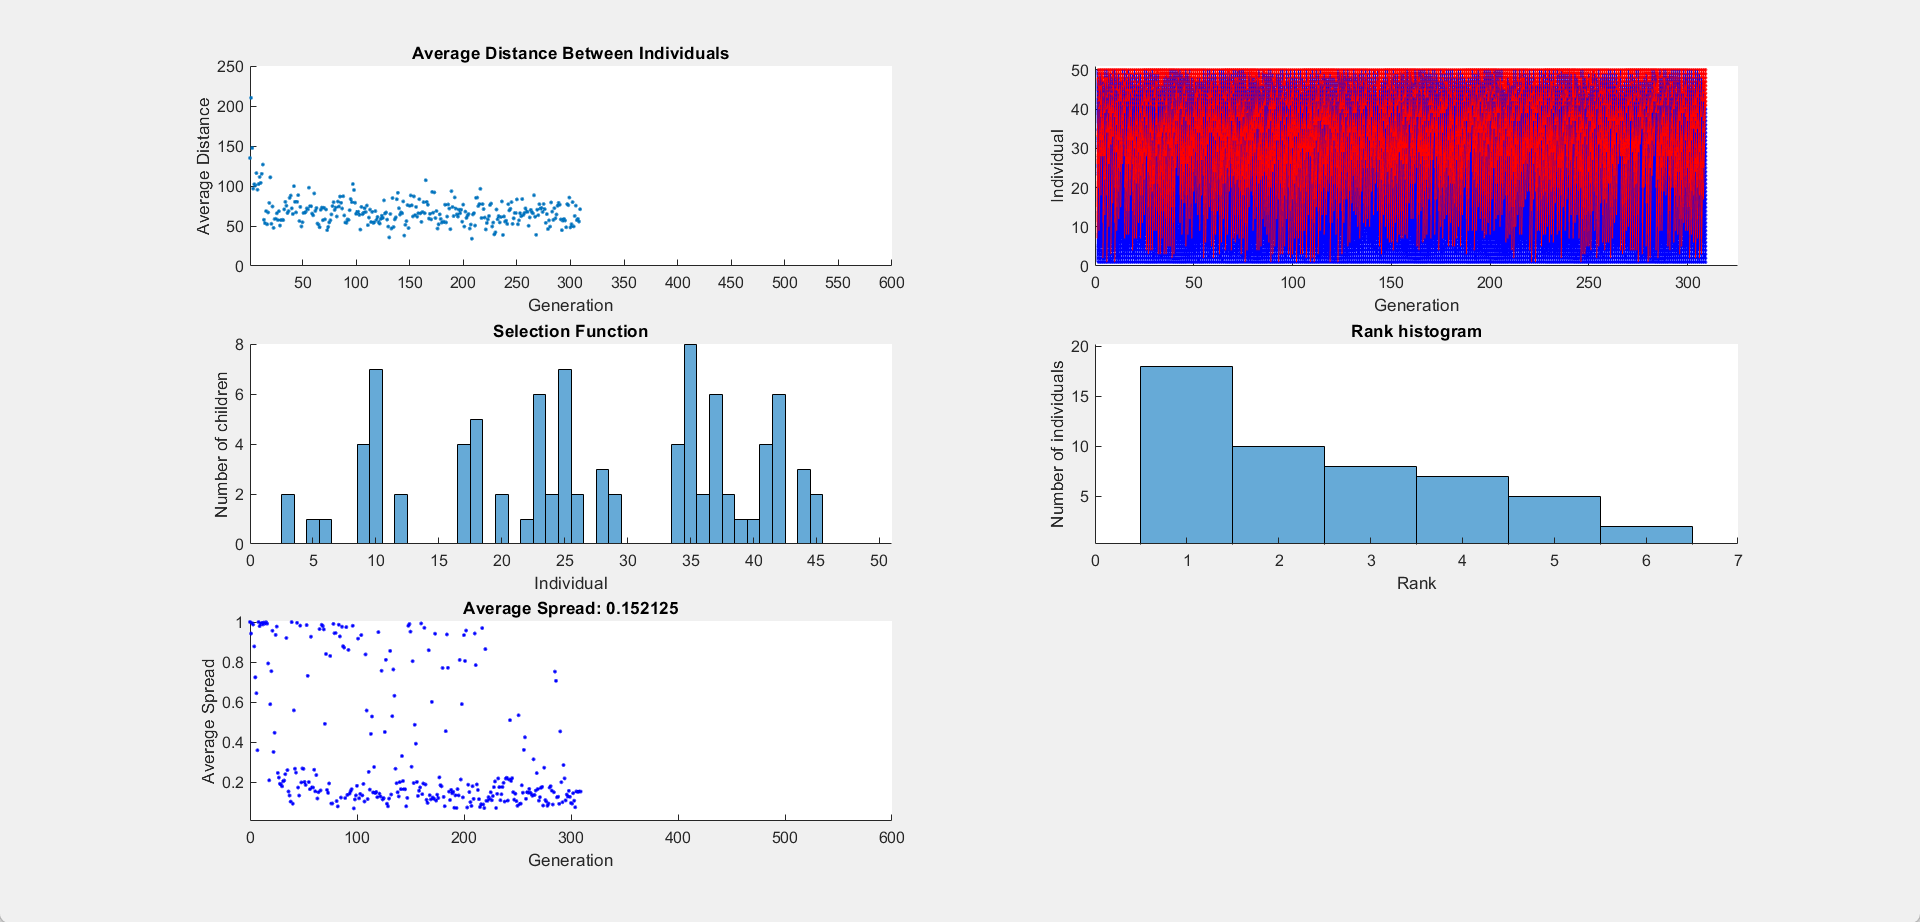 Average Distance Between Individuals
Average Distance
250
200
150
100
50
0
50 100 150 200 250 300 350 400 450 500 550 600
Generation
Individual
50
40
30
20
10
0
0 50 100 150 200 250 300
Generation
Selection Function
Number of children
8
6
4
2
0
0 5 10 15 20 25 30 35 40 45 50
Individual
Rank histogram
Number of individuals
20
15
10
5
0 1 2 3 4 5 6 7
Rank
Average Spread: 0.152125
Average Spread
1
0.8
0.6
0.4
0.2
0 100 200 300 400 500 600
Generation